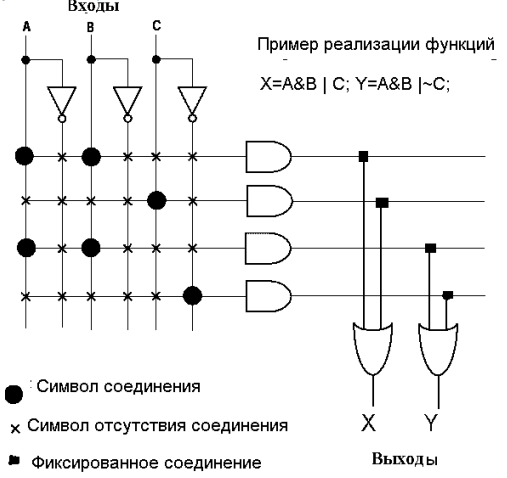 Входы
A B C
Пример реализации функций
X=A&B | C; Y=A&B |~C;
X Y
Символ соединения
Символ отсутствия соединения
Фиксированное соединение
Выходы